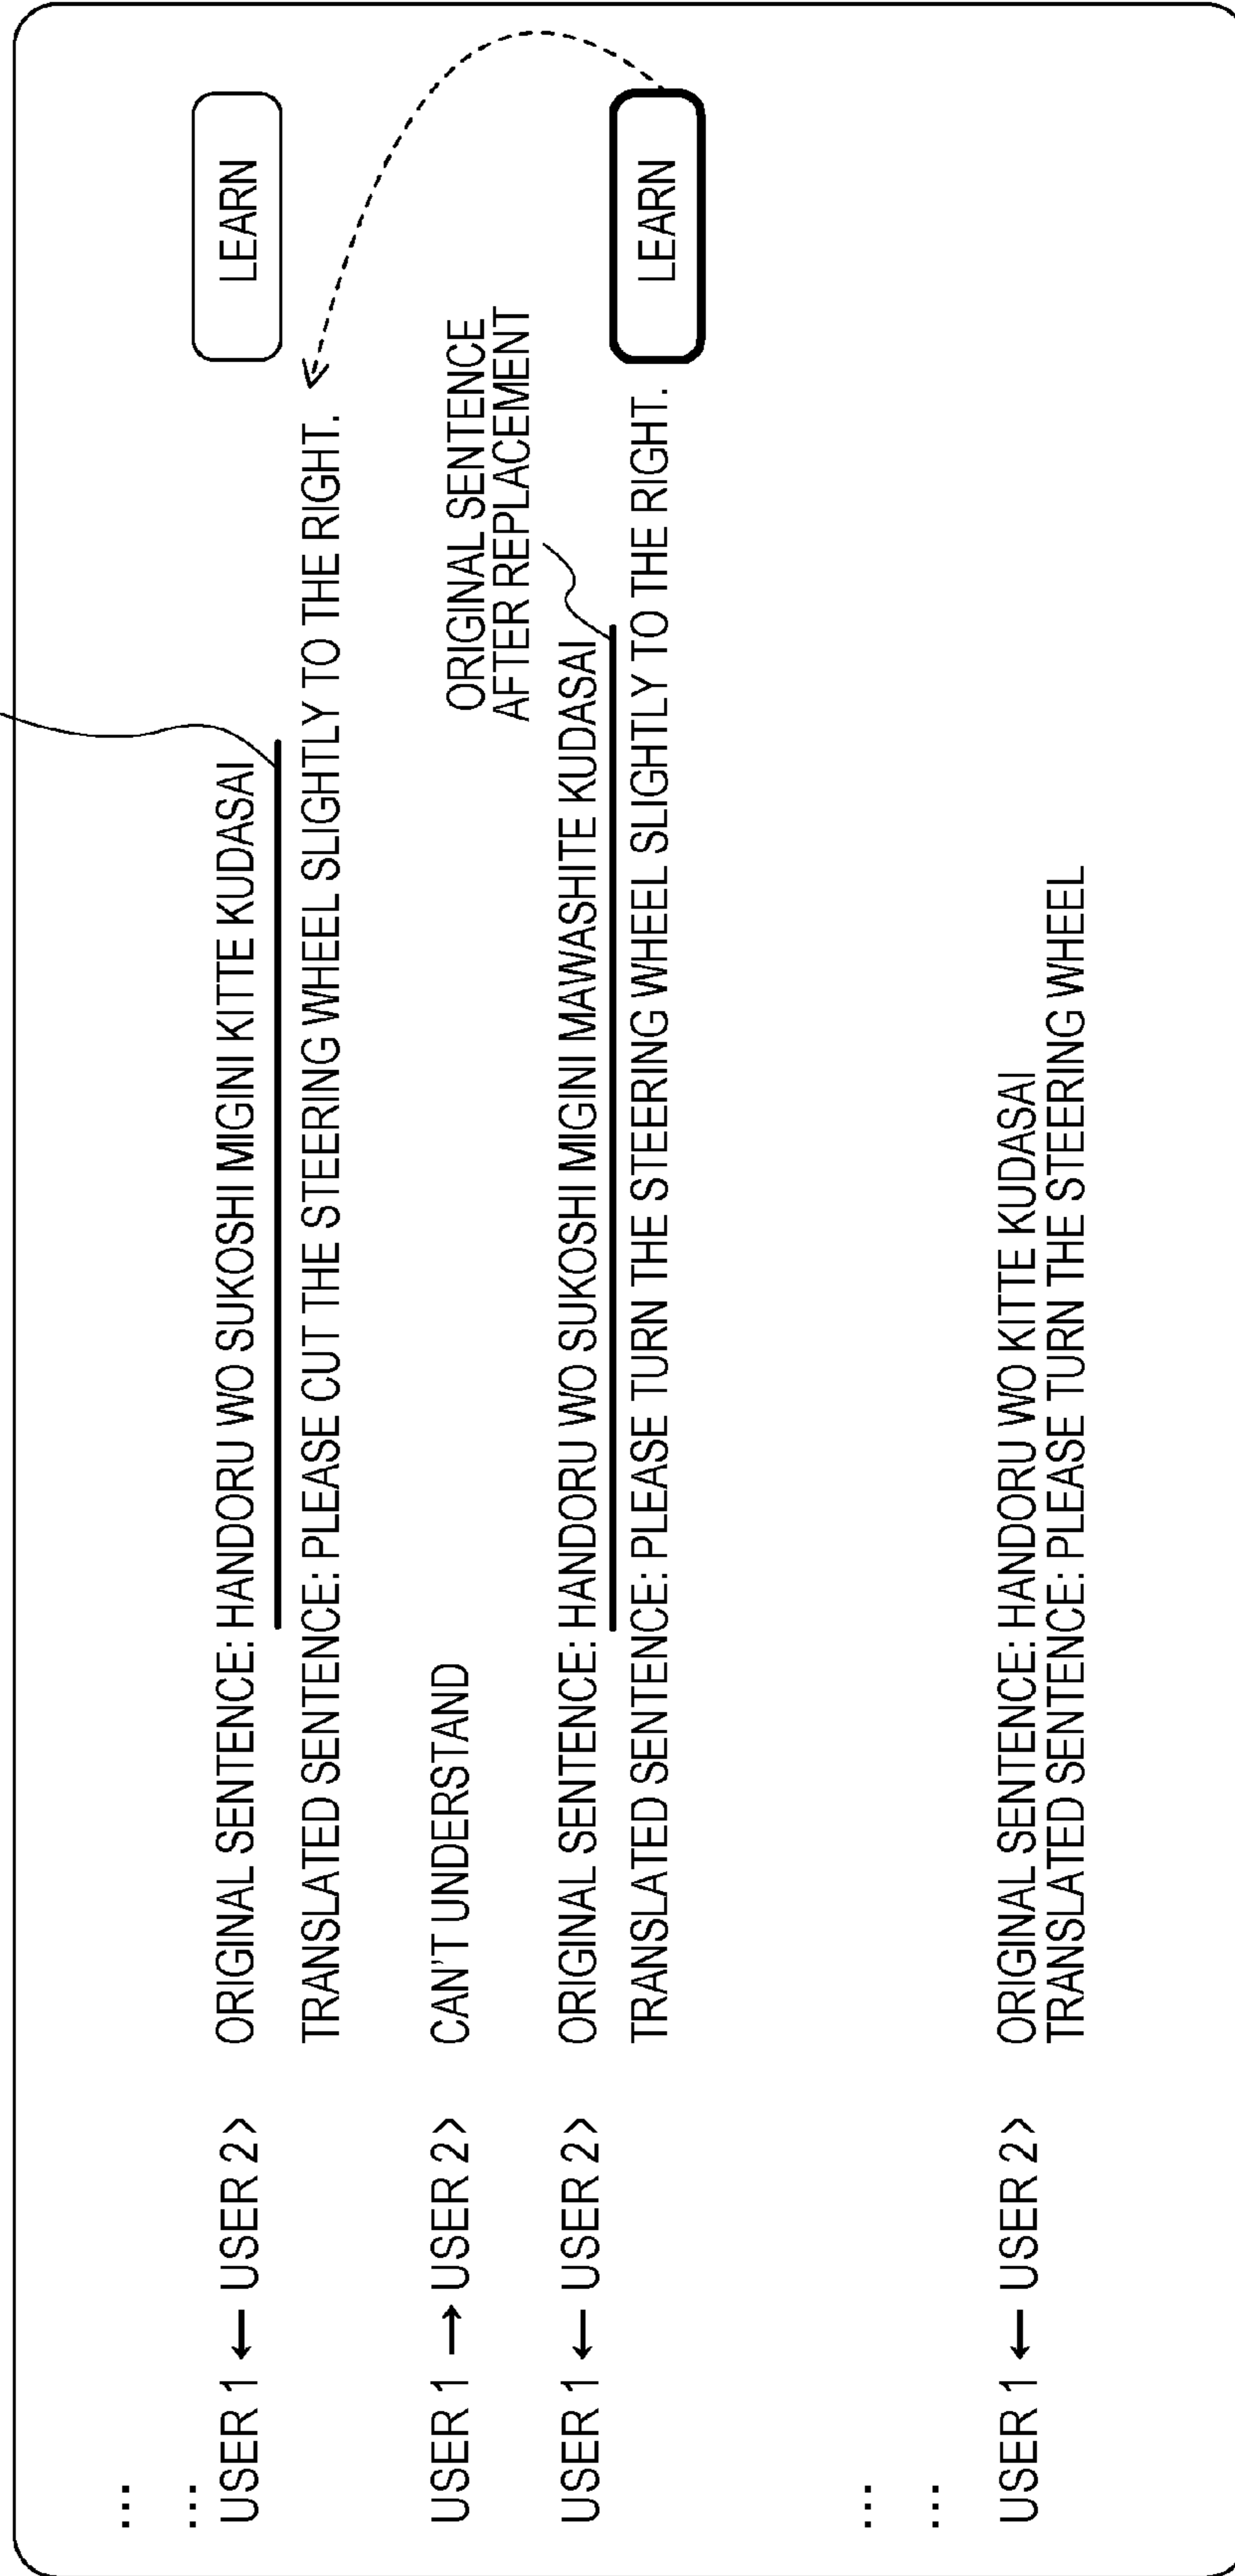 ...
...
USER 1 ← USER 2> ORIGINAL SENTENCE: HANDORU WO SUKOSHI MIGINI KITTE KUDASAI
LEARN
TRANSLATED SENTENCE: PLEASE CUT THE STEERING WHEEL SLIGHTLY TO THE RIGHT.
USER 1 → USER 2> CAN'T UNDERSTAND
ORIGINAL SENTENCE
AFTER REPLACEMENT
USER 1 ← USER 2> ORIGINAL SENTENCE: HANDORU WO SUKOSHI MIGINI MAWASHITE KUDASAI
TRANSLATED SENTENCE: PLEASE TURN THE STEERING WHEEL SLIGHTLY TO THE RIGHT.
LEARN
...
...
USER 1 ← USER 2> ORIGINAL SENTENCE: HANDORU WO KITTE KUDASAI
TRANSLATED SENTENCE: PLEASE TURN THE STEERING WHEEL